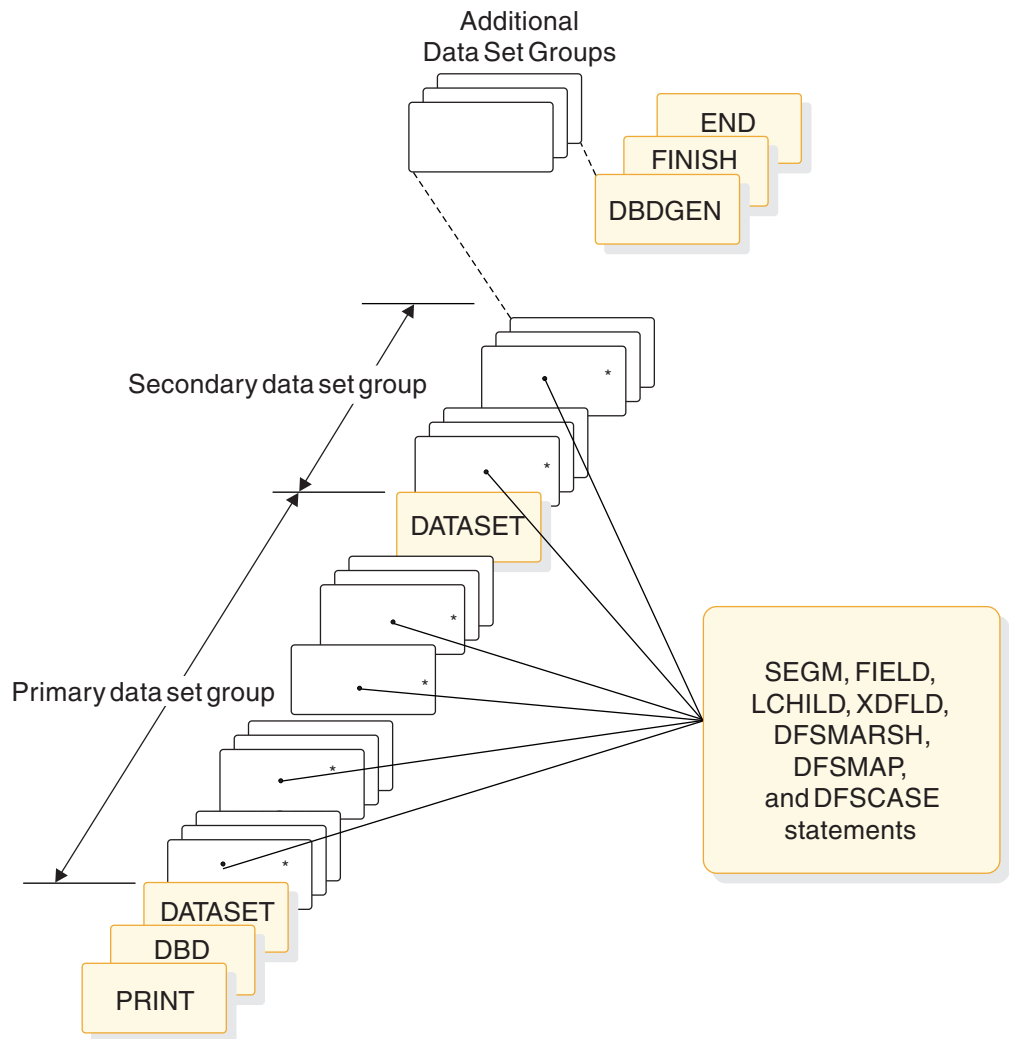 Additional
Data Set Groups
END
FINISH
DBDGEN
Secondary data set group
*
*
DATASET
*
*
Primary data set group
SEGM, FIELD,
LCHILD, XDFLD,
DFSMARSH,
DFSMAP,
and DFSCASE
statements
*
*
DATASET
DBD
PRINT